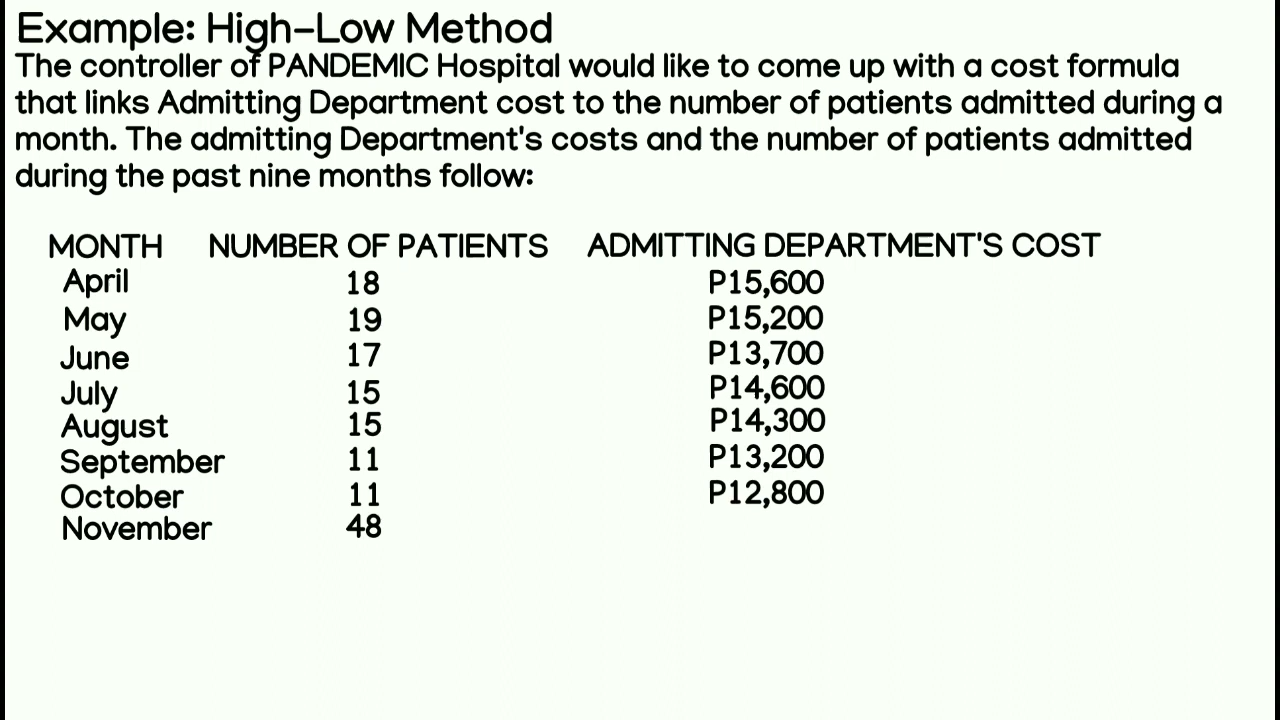 Example: High-Low Method
The controller of PANDEMIC Hospital would like to come up with a cost formula
that links Admitting Department cost to the number of patients admitted during a
month. The admitting Department's costs and the number of patients admitted
during the past nine months follow:
MONTH NUMBER OF PATIENTS ADMITTING DEPARTMENT'S COST
April 18 P15,600
May 19 P15,200
June 17 P13,700
July 15 P14,600
August 15 P14,300
September 11 P13,200
October 11 P12,800
November 48